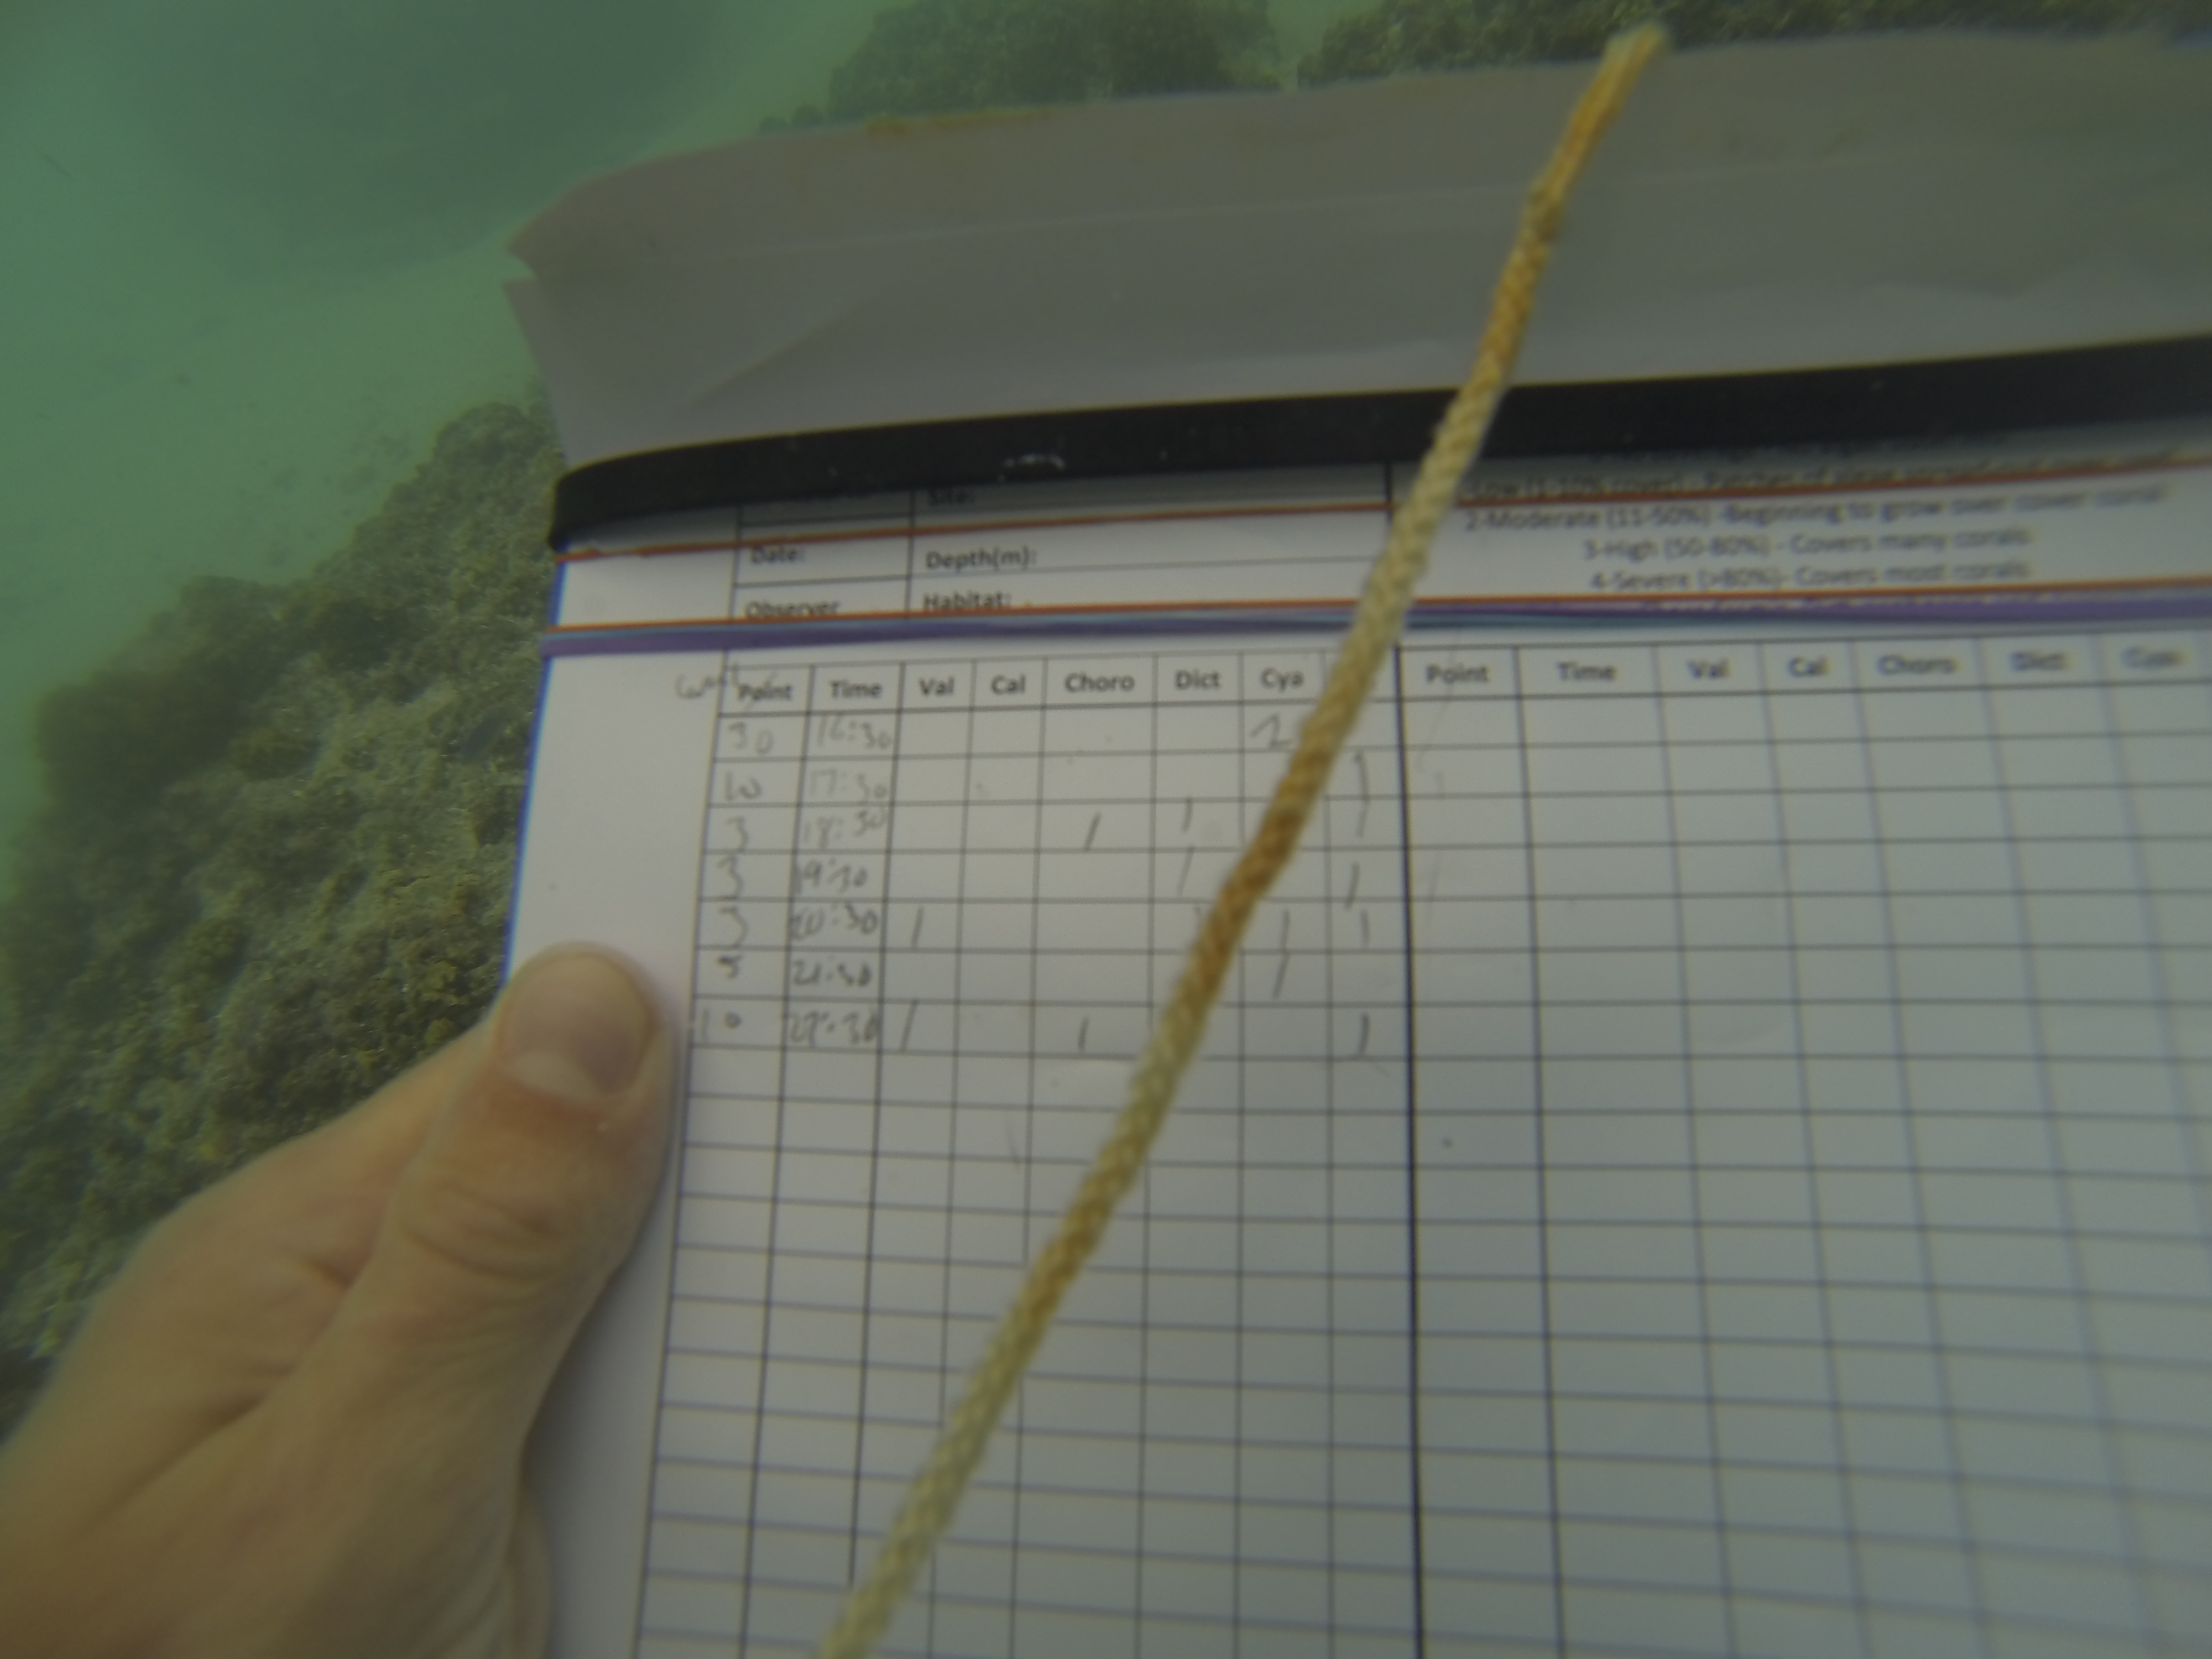 Site:
2-Moderate (11-50%) -Beginning to grow over cover coral
Date: Depth(m): 3-High (50-80%) - Covers many corals
4-Severe (>80%)- Covers most corals
Observer Habitat:
Point Time Val Cal Choro Dict Cya Point Time Val Cal Choro Dict Cya
30 16:30 2
10 17:30 1
3 18:30 1 1 1
3 19:30 1 1
3 20:30 1 1 1 1
5 21:30 1
10 22:30 1 1 1